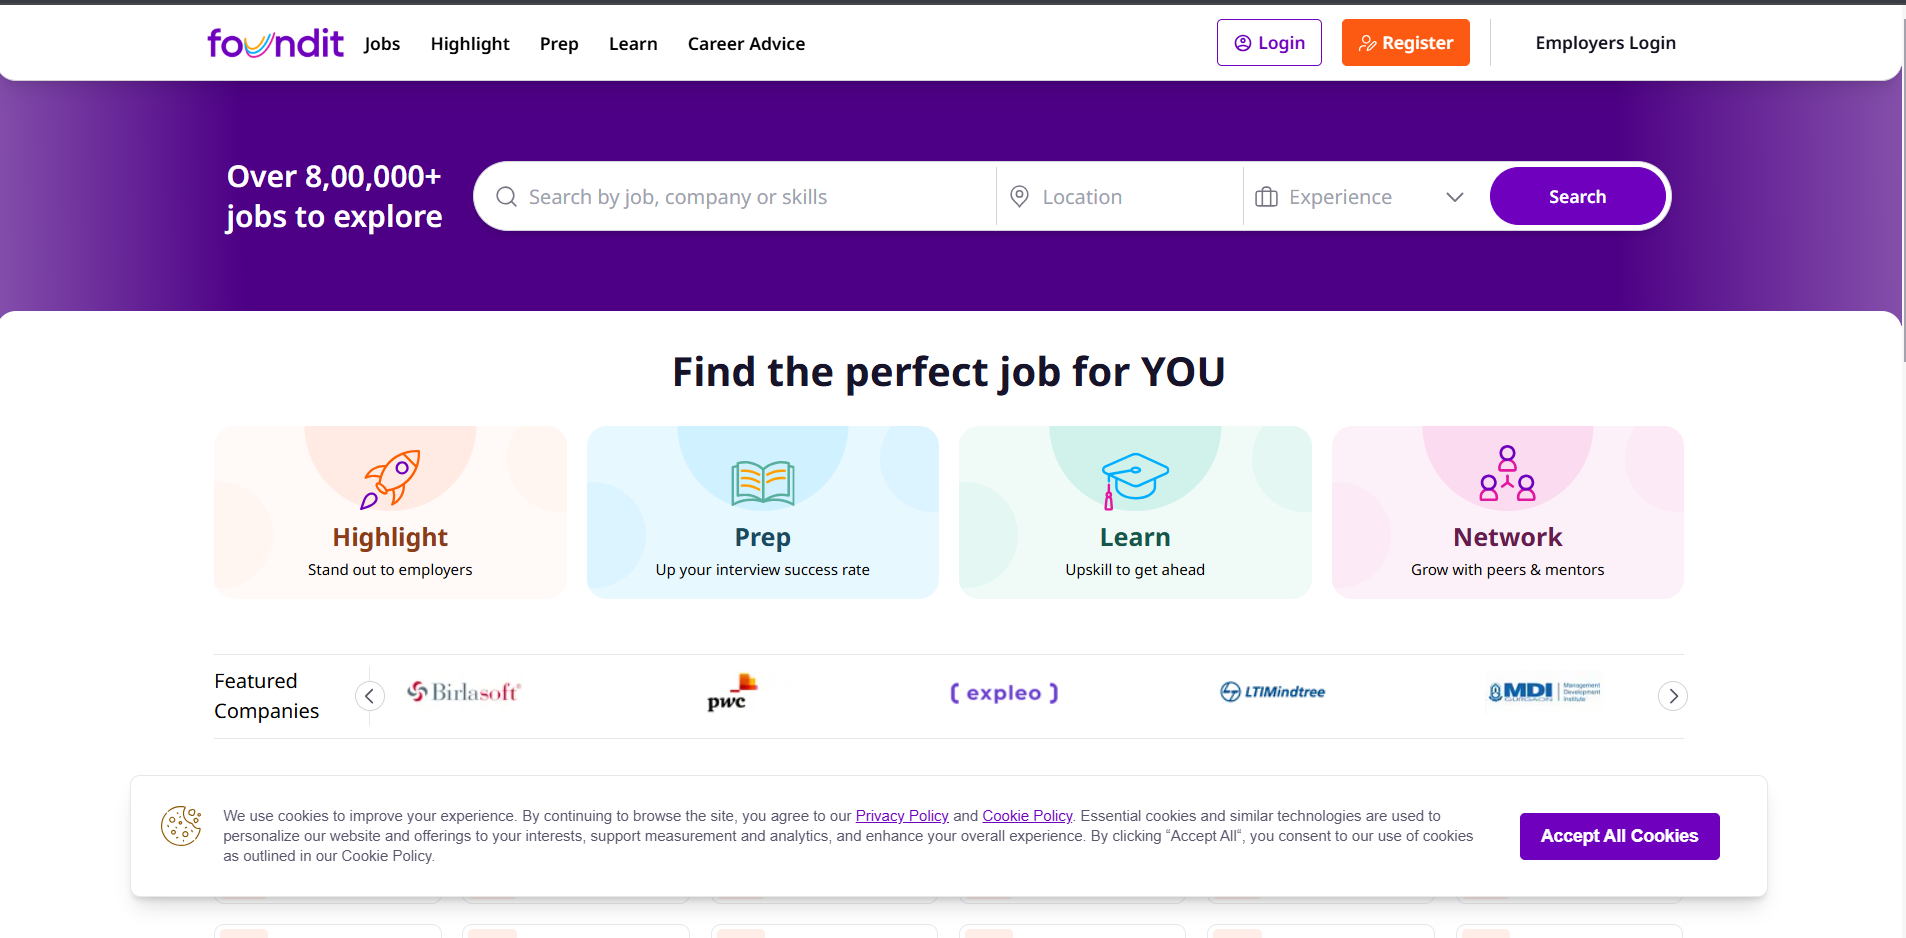 foundit
Jobs
Highlight
Prep
Learn
Career Advice
Login
Register
Employers Login
Over 8,00,000+
jobs to explore
Search by job, company or skills
Location
Experience
Search
Find the perfect job for YOU
Highlight
Stand out to employers
Prep
Up your interview success rate
Learn
Upskill to get ahead
Network
Grow with peers & mentors
Featured
Companies
Birlasoft
pwc
expleo
LTIMindtree
MDI
GURGAON
Management
Development
Institute
We use cookies to improve your experience. By continuing to browse the site, you agree to our Privacy Policy and Cookie Policy. Essential cookies and similar technologies are used to
personalize our website and offerings to your interests, support measurement and analytics, and enhance your overall experience. By clicking “Accept All“, you consent to our use of cookies
as outlined in our Cookie Policy.
Accept All Cookies